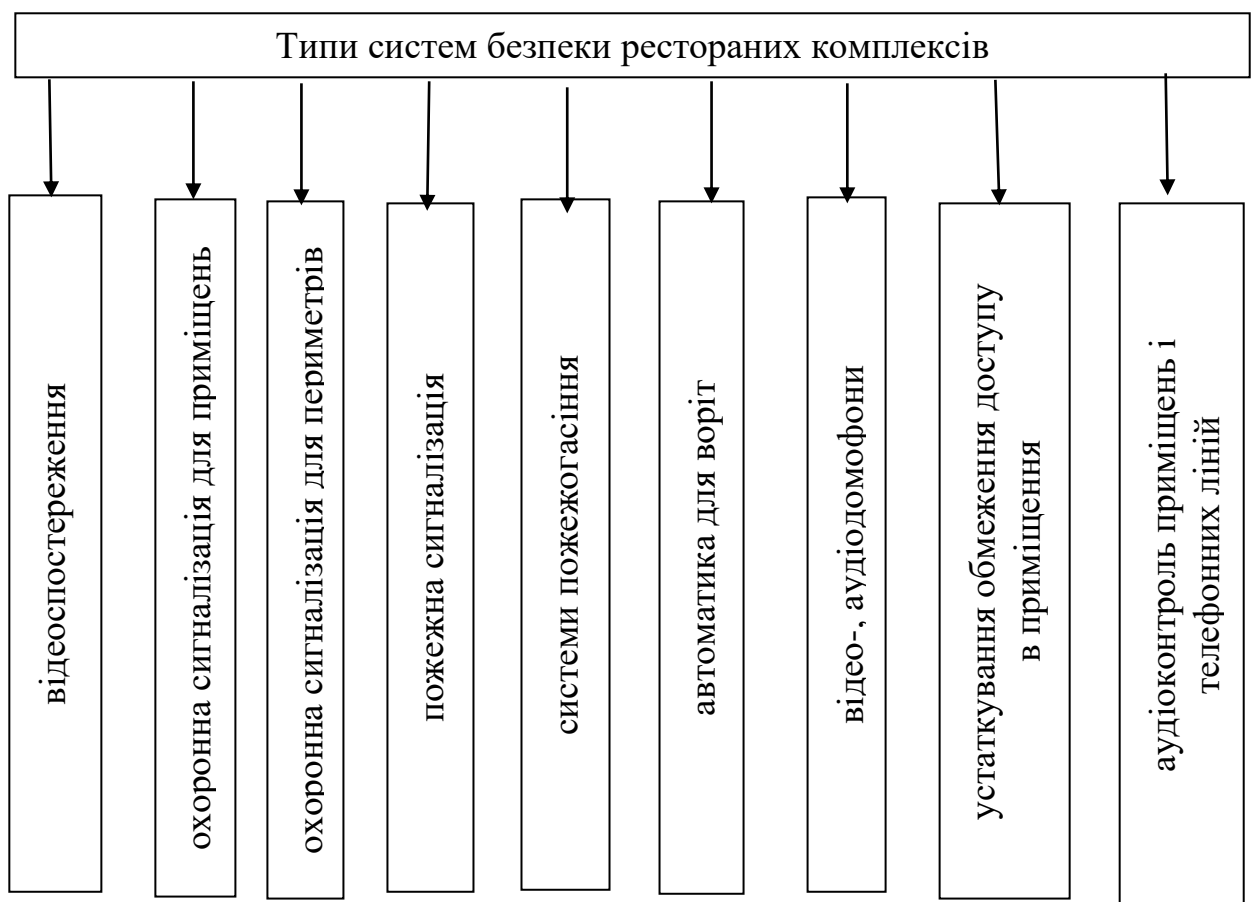 Типи систем безпеки рестораних комплексів
відеоспостереження
охоронна сигналізація для приміщень
охоронна сигналізація для периметрів
пожежна сигналізація
системи пожежогасіння
автоматика для воріт
відео-, аудіодомофони
устаткування обмеження доступу
в приміщення
аудіоконтроль приміщень і
телефонних ліній